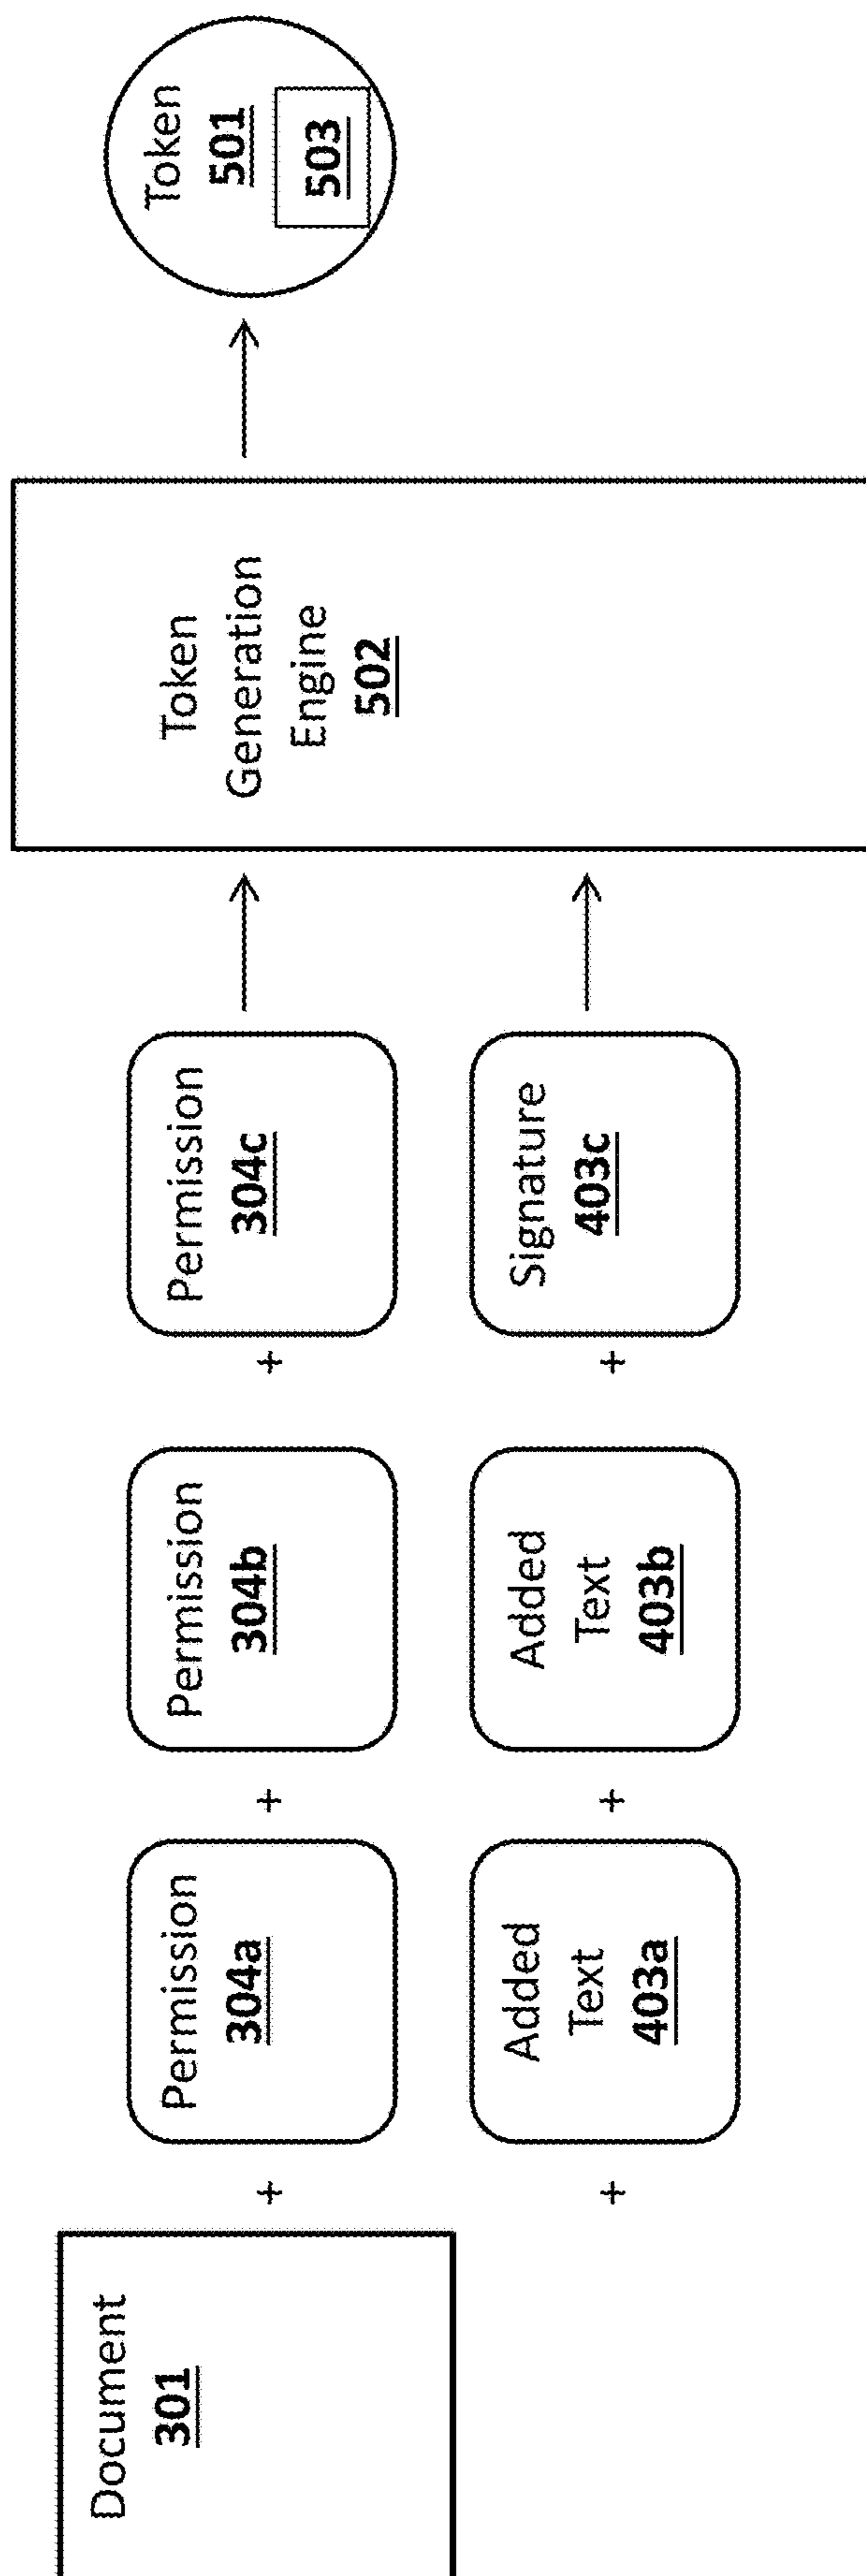 Document
301
+
Permission
304a
+
Permission
304b
+
Permission
304c
+
Added
Text
403a
+
Added
Text
403b
+
Signature
403c
Token
Generation
Engine
502
Token
501
503